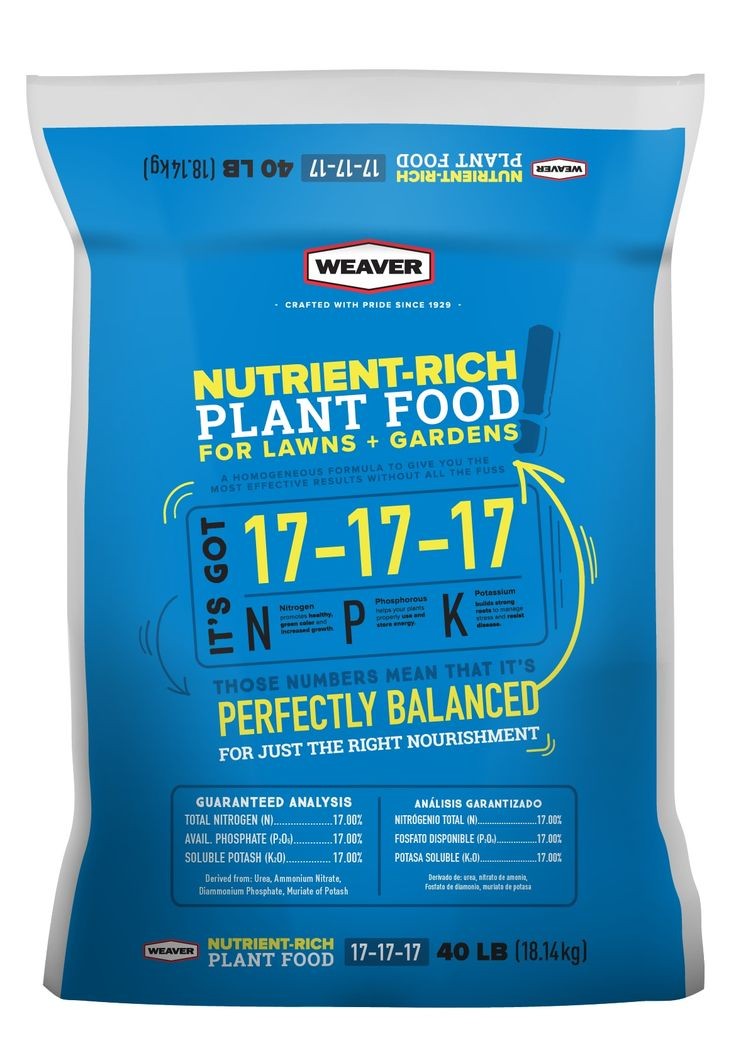 WEAVER
NUTRIENT-RICH
PLANT FOOD
17-17-17
40 LB (18.14kg)
WEAVER
- CRAFTED WITH PRIDE SINCE 1929 -
NUTRIENT-RICH
PLANT FOOD!
FOR LAWNS + GARDENS
A HOMOGENEOUS FORMULA TO GIVE YOU THE
MOST EFFECTIVE RESULTS WITHOUT ALL THE FUSS
IT'S GOT
17-17-17
N
Nitrogen
promotes healthy,
green color and
increased growth.
P
Phosphorous
helps your plants
properly use and
store energy.
K
Potassium
builds strong
roots to manage
stress and resist
disease.
THOSE NUMBERS MEAN THAT IT'S
PERFECTLY BALANCED
FOR JUST THE RIGHT NOURISHMENT
GUARANTEED ANALYSIS
TOTAL NITROGEN (N)......................17.00%
AVAIL. PHOSPHATE (P₂O₅)............17.00%
SOLUBLE POTASH (K₂O)............. 17.00%
Derived from: Urea, Ammonium Nitrate,
Diammonium Phosphate, Muriate of Potash
ANÁLISIS GARANTIZADO
NITRÓGENIO TOTAL (N)............................17.00%
FOSFATO DISPONIBLE (P₂O₅)..............17.00%
POTASA SOLUBLE (K₂O)...........................17.00%
Derivado de: urea, nitrato de amonio,
Fosfato de diamonio, muriato de potasa
WEAVER
NUTRIENT-RICH
PLANT FOOD
17-17-17
40 LB (18.14kg)